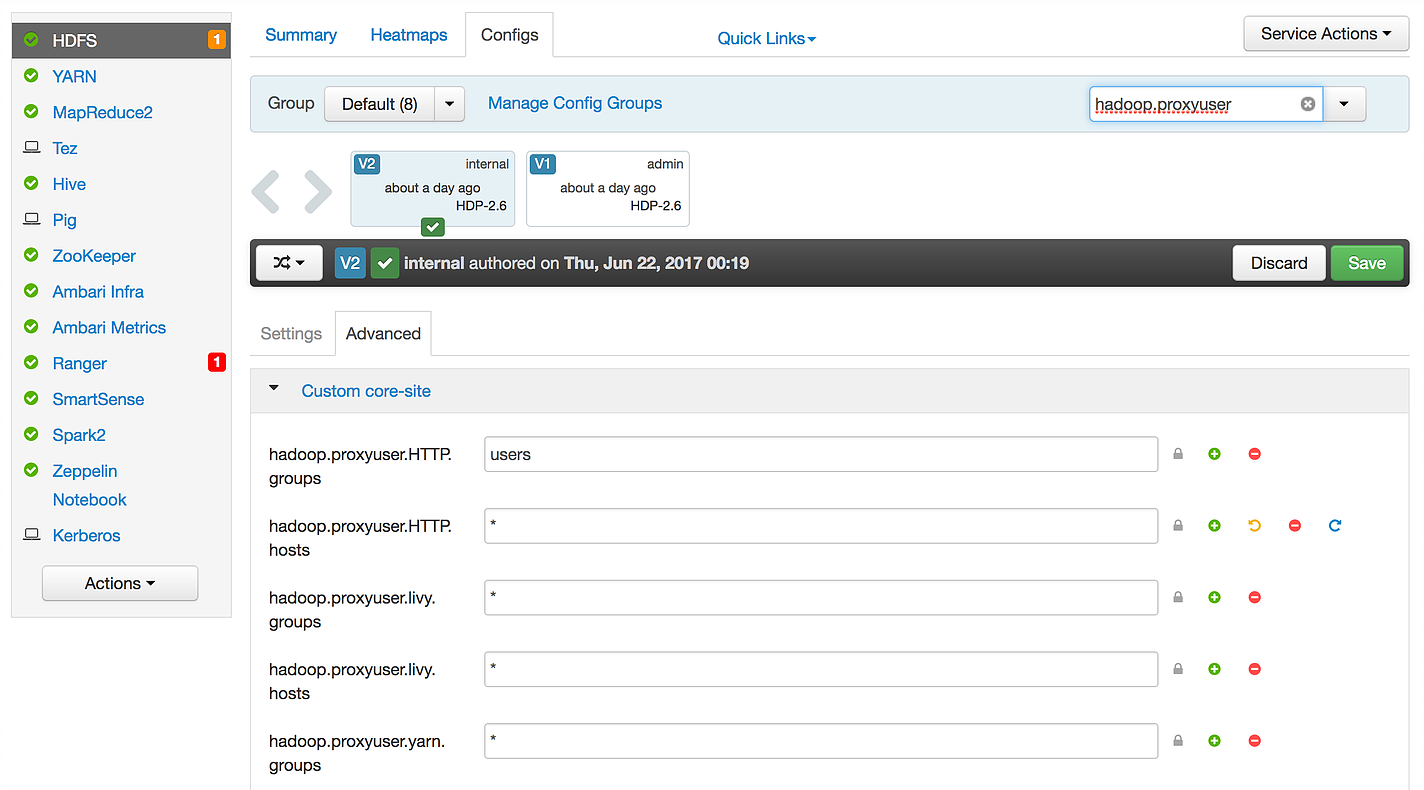 HDFS 1
YARN
MapReduce2
Tez
Hive
Pig
ZooKeeper
Ambari Infra
Ambari Metrics
Ranger 1
SmartSense
Spark2
Zeppelin
Notebook
Kerberos
Actions
Summary Heatmaps Configs Quick Links Service Actions
Group Default (8) Manage Config Groups hadoop.proxyuser
V2 internal V1 admin
about a day ago about a day ago
HDP-2.6 HDP-2.6
V2 internal authored on Thu, Jun 22, 2017 00:19 Discard Save
Settings Advanced
Custom core-site
hadoop.proxyuser.HTTP. users
groups
hadoop.proxyuser.HTTP. *
hosts
hadoop.proxyuser.livy. *
groups
hadoop.proxyuser.livy. *
hosts
hadoop.proxyuser.yarn. *
groups